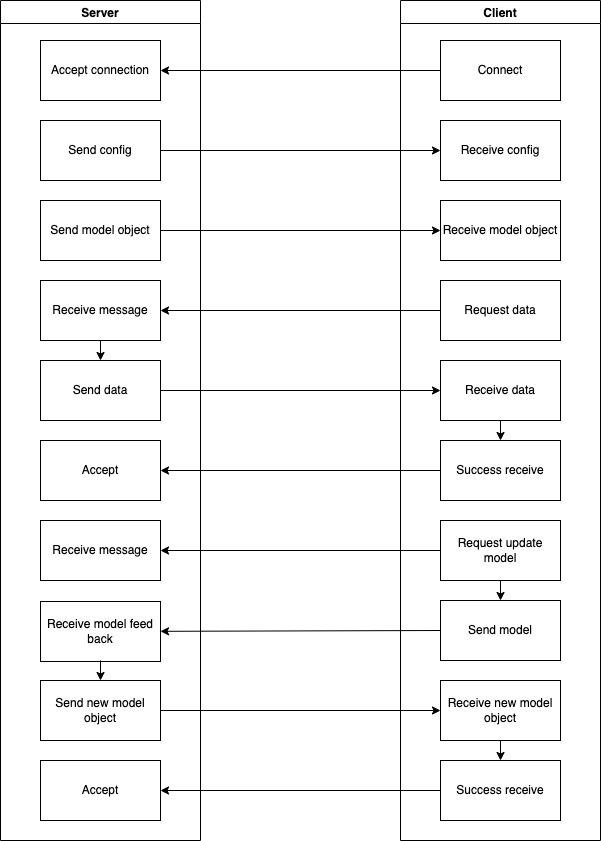 Server
Client
Accept connection
Connect
Send config
Receive config
Send model object
Receive model object
Receive message
Request data
Send data
Receive data
Accept
Success receive
Receive message
Request update
model
Receive model feed
back
Send model
Send new model
object
Receive new model
object
Accept
Success receive